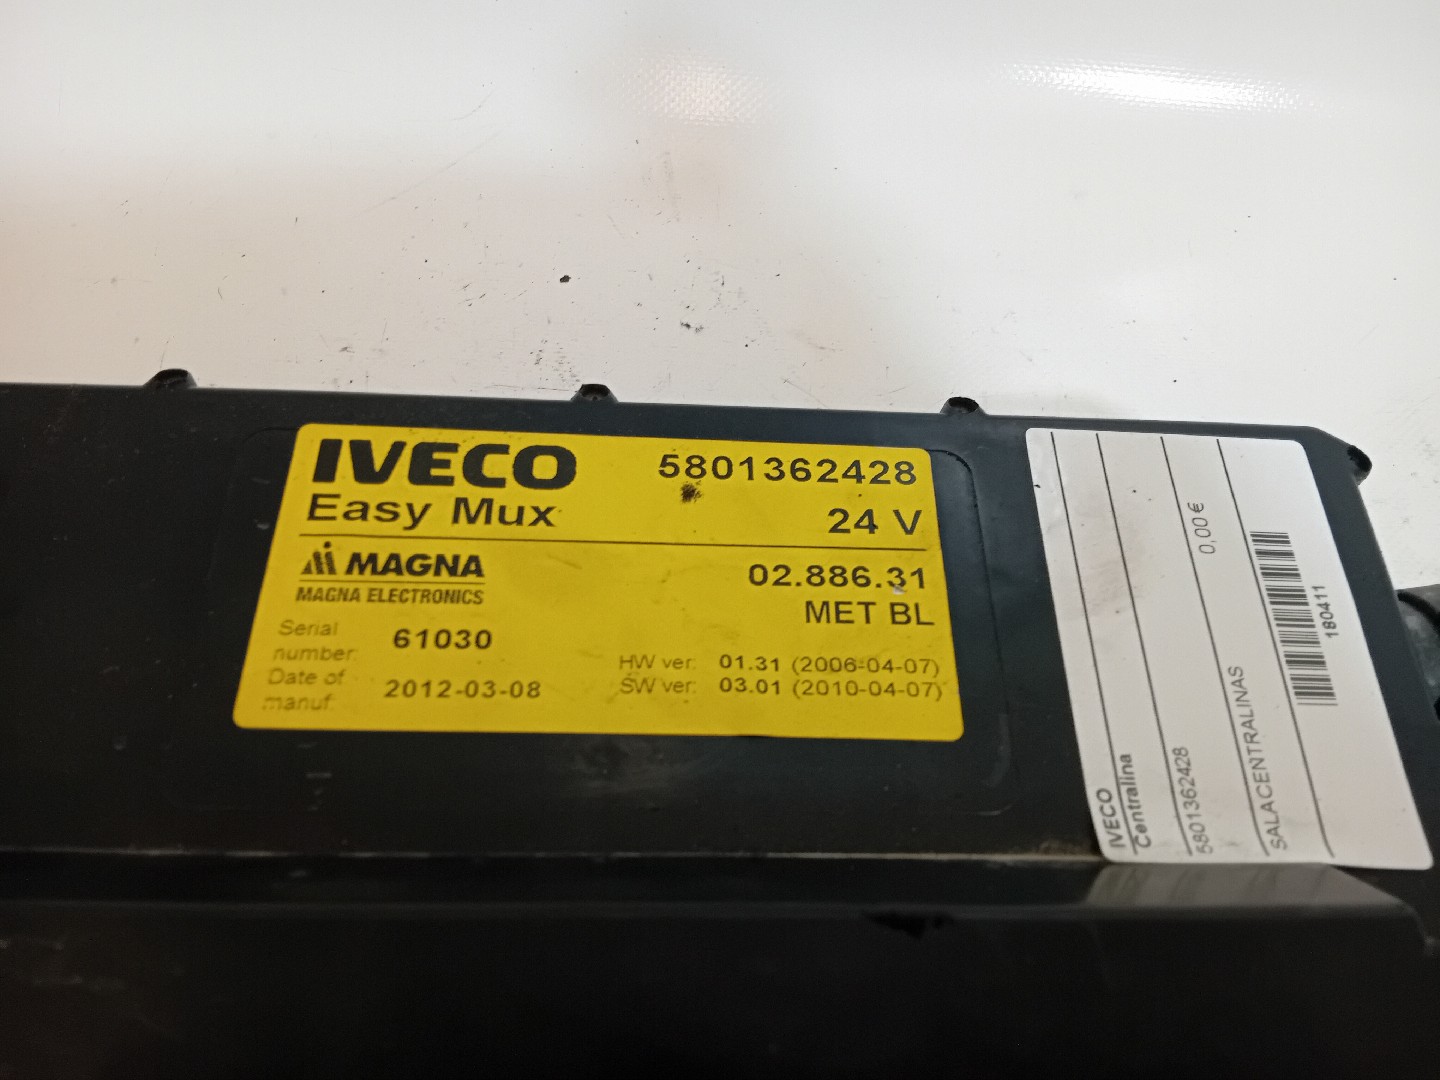 IVECO 5801362428
Easy Mux 24 V
MAGNA 02.886.31
MAGNA ELECTRONICS MET BL
Serial
number: 61030
Date of
manuf: 2012-03-08
HW ver: 01.31 (2006-04-07)
SW ver: 03.01 (2010-04-07)
IVECO
Centralina
5801362428
0,00 €
SALACENTRALINAS
180411